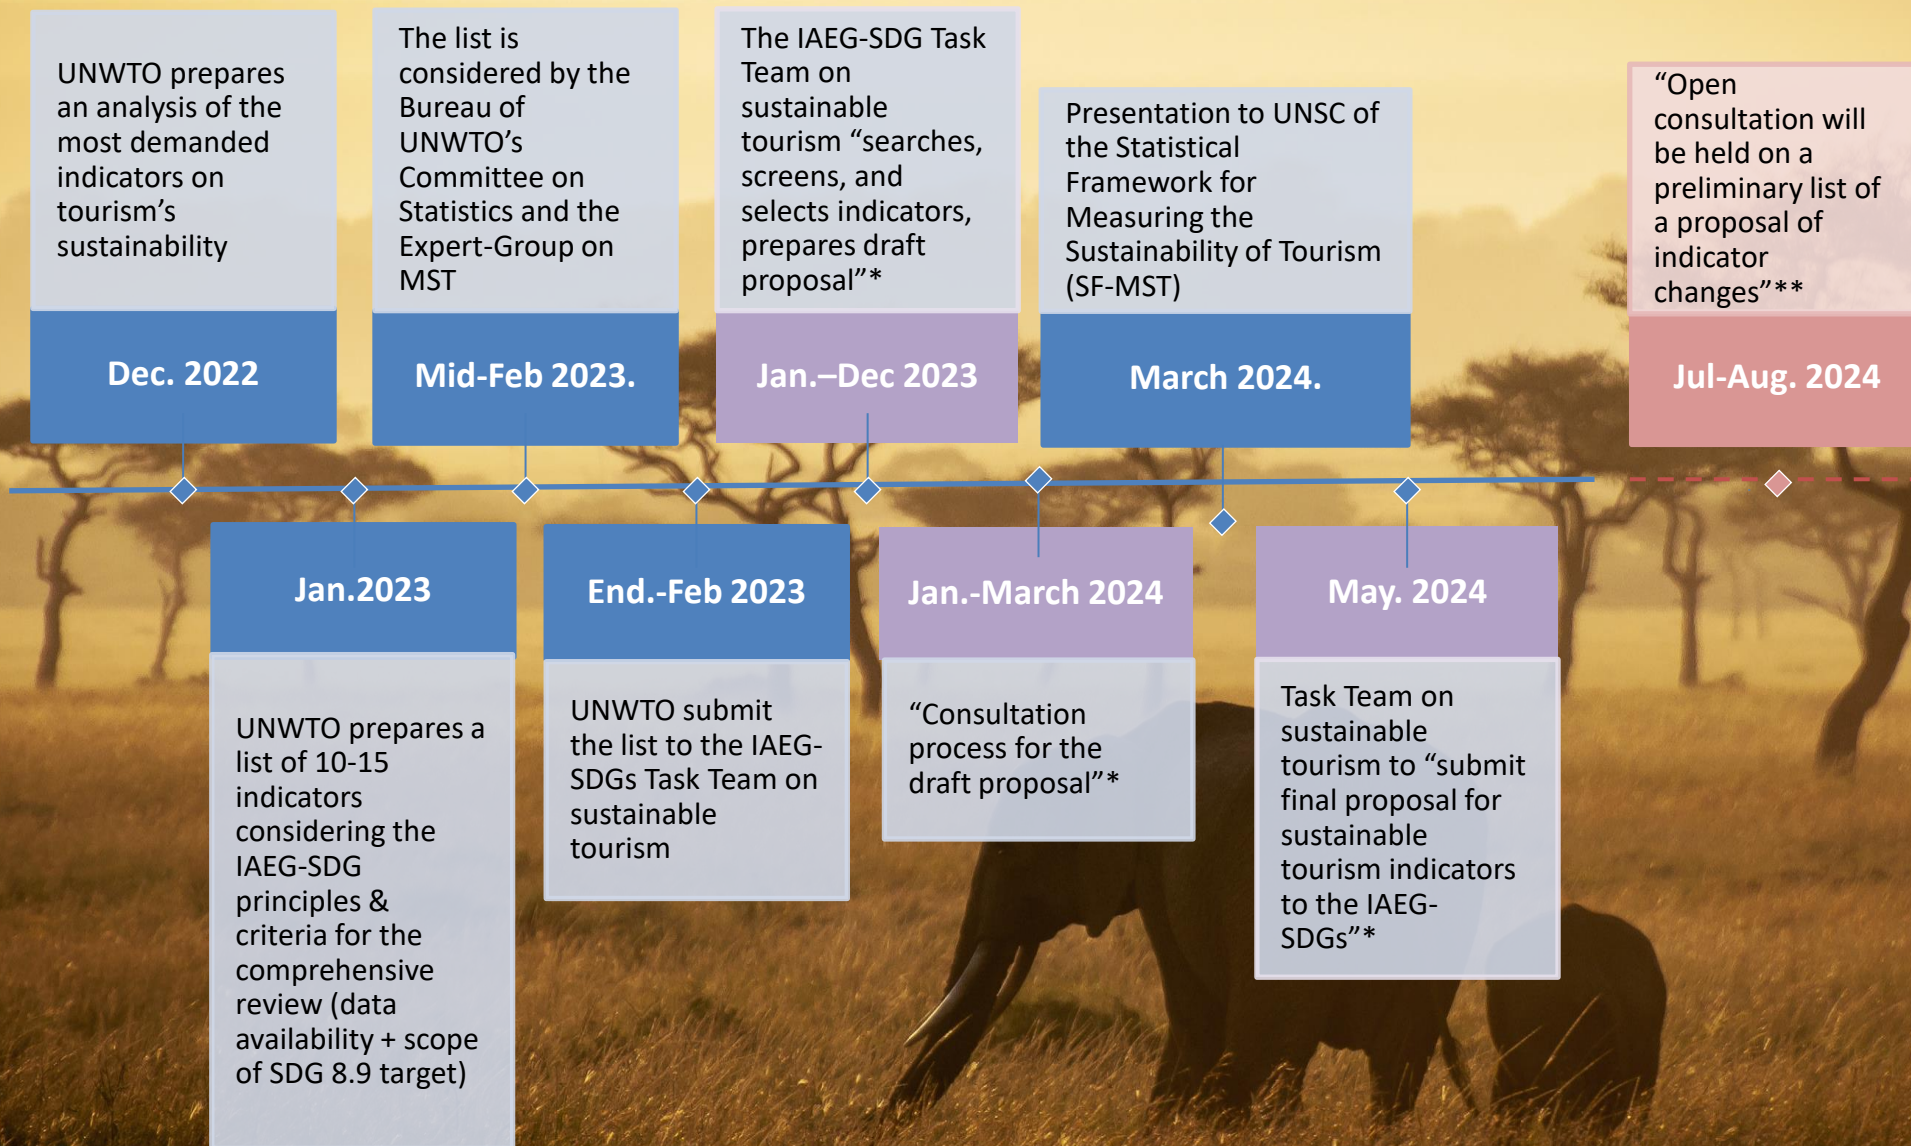 UNWTO prepares
an analysis of the
most demanded
indicators on
tourism’s
sustainability
Dec. 2022
The list is
considered by the
Bureau of
UNWTO’s
Committee on
Statistics and the
Expert-Group on
MST
Mid-Feb 2023.
The IAEG-SDG Task
Team on
sustainable
tourism “searches,
screens, and
selects indicators,
prepares draft
proposal”*
Jan.–Dec 2023
Presentation to UNSC of
the Statistical
Framework for
Measuring the
Sustainability of Tourism
(SF-MST)
March 2024.
“Open
consultation will
be held on a
preliminary list of
a proposal of
indicator
changes”**
Jul-Aug. 2024
Jan.2023
UNWTO prepares a
list of 10-15
indicators
considering the
IAEG-SDG
principles &
criteria for the
comprehensive
review (data
availability + scope
of SDG 8.9 target)
End.-Feb 2023
UNWTO submit
the list to the IAEG-
SDGs Task Team on
sustainable
tourism
Jan.-March 2024
“Consultation
process for the
draft proposal”*
May. 2024
Task Team on
sustainable
tourism to “submit
final proposal for
sustainable
tourism indicators
to the IAEG-
SDGs”*